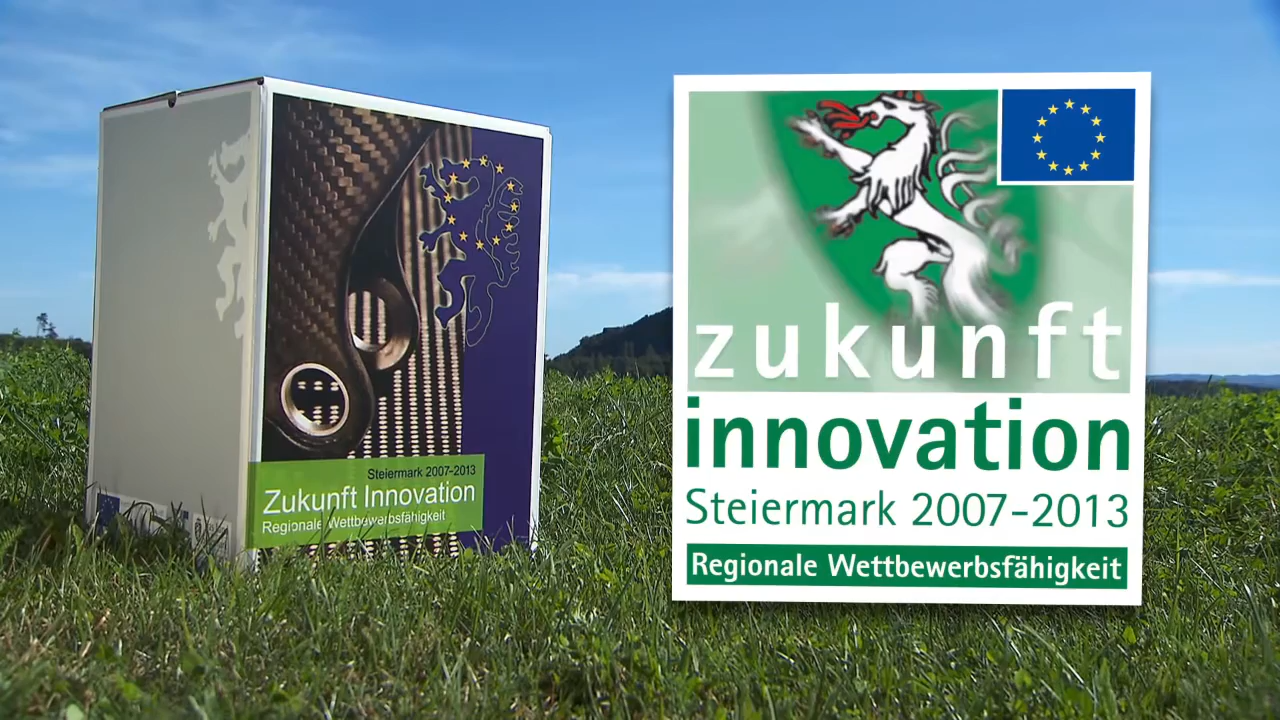 Steiermark 2007-2013
Zukunft Innovation
Regionale Wettbewerbsfähigkeit
zukunft
innovation
Steiermark 2007-2013
Regionale Wettbewerbsfähigkeit